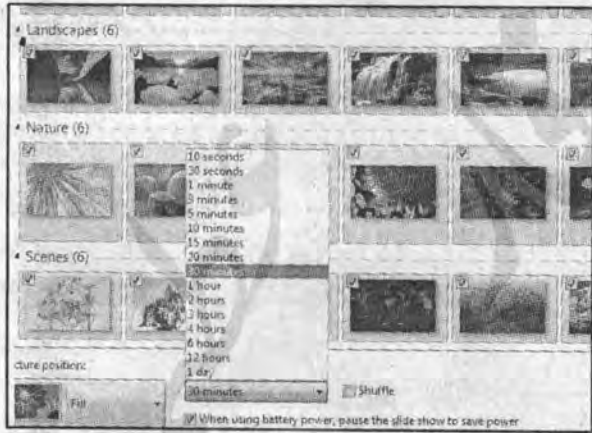 Landscapes (6)
Nature (6)
10 seconds
30 seconds
1 minute
3 minutes
5 minutes
10 minutes
15 minutes
20 minutes
30 minutes
1 hour
2 hours
3 hours
4 hours
6 hours
12 hours
1 day
Scenes (6)
cture position:
Fill
30 minutes
Shuffle
When using battery power, pause the slide show to save power